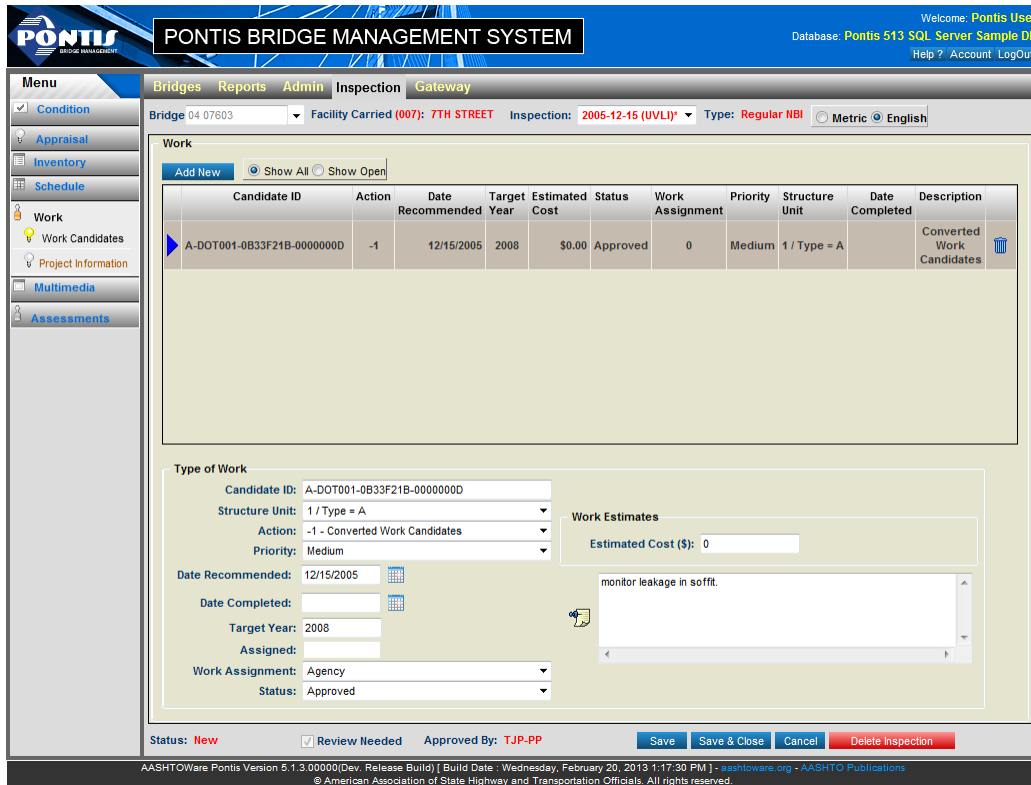 PONTIS
BRIDGE MANAGEMENT
PONTIS BRIDGE MANAGEMENT SYSTEM
Welcome: Pontis Use
Database: Pontis 513 SQL Server Sample D
Help ? Account LogOu
Menu
Condition
Appraisal
Inventory
Schedule
Work
Work Candidates
Project Information
Multimedia
Assessments
Bridges Reports Admin Inspection Gateway
Bridge 04 07603 Facility Carried (007): 7TH STREET Inspection: 2005-12-15 (UVLI)* Type: Regular NBI Metric English
Work
Add New Show All Show Open
Candidate ID Action Date Recommended Target Year Estimated Cost Status Work Assignment Priority Structure Unit Date Completed Description
A-DOT001-0B33F21B-0000000D -1 12/15/2005 2008 $0.00 Approved 0 Medium 1 / Type = A Converted Work Candidates
Type of Work
Candidate ID: A-DOT001-0B33F21B-0000000D
Structure Unit: 1 / Type = A
Action: -1 - Converted Work Candidates
Priority: Medium
Date Recommended: 12/15/2005
Date Completed:
Target Year: 2008
Assigned:
Work Assignment: Agency
Status: Approved
Work Estimates
Estimated Cost ($): 0
monitor leakage in soffit.
Status: New Review Needed Approved By: TJP-PP Save Save & Close Cancel Delete Inspection
AASHTOWare Pontis Version 5.1.3.00000(Dev. Release Build) [ Build Date : Wednesday, February 20, 2013 1:17:30 PM ] - aashtoware.org - AASHTO Publications
© American Association of State Highway and Transportation Officials. All rights reserved.